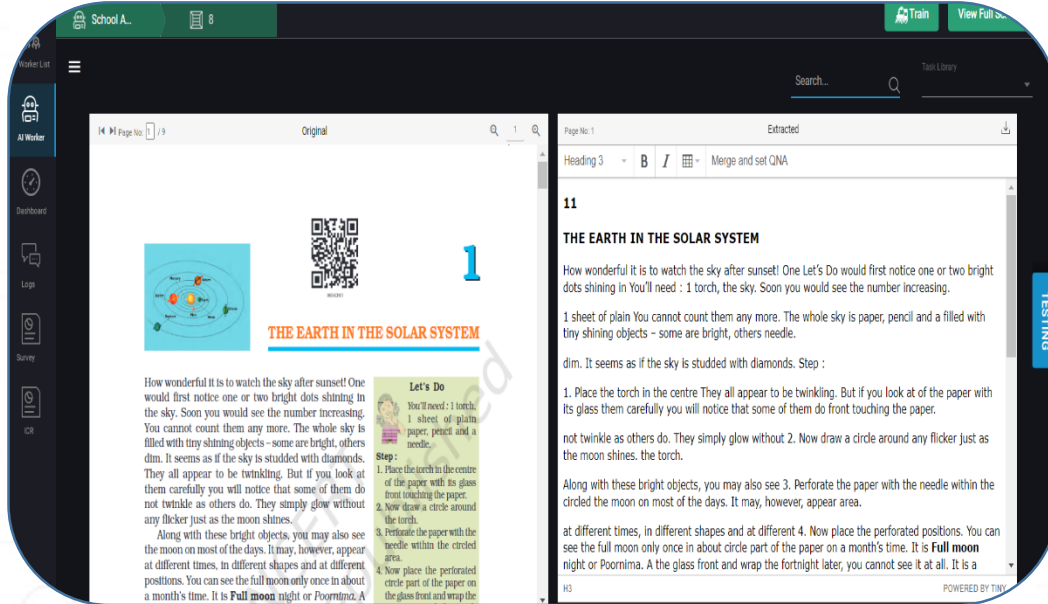 School A..
8
Train
View Full
Worker List
AI Worker
Dashboard
Logs
Survey
ICR
Search...
Task Library
Page No: 1 / 9
Original
1
1
THE EARTH IN THE SOLAR SYSTEM
How wonderful it is to watch the sky after sunset! One
would first notice one or two bright dots shining in
the sky. Soon you would see the number increasing.
You cannot count them any more. The whole sky is
filled with tiny shining objects – some are bright, others
dim. It seems as if the sky is studded with diamonds.
They all appear to be twinkling. But if you look at
them carefully you will notice that some of them do
not twinkle as others do. They simply glow without
any flicker just as the moon shines.
Along with these bright objects, you may also see
the moon on most of the days. It may, however, appear
at different times, in different shapes and at different
positions. You can see the full moon only once in about
a month's time. It is Full moon night or Poornima. A
Let's Do
You'll need : 1 torch,
1 sheet of plain
paper, pencil and a
needle.
Step :
1. Place the torch in the centre
of the paper with its glass
front touching the paper.
2. Now draw a circle around
the torch.
3. Perforate the paper with the
needle within the circled
area.
4. Now place the perforated
circle part of the paper on
the glass front and wrap the
Page No: 1
Extracted
Heading 3
B
I
Merge and set QNA
11
THE EARTH IN THE SOLAR SYSTEM
How wonderful it is to watch the sky after sunset! One Let's Do would first notice one or two bright
dots shining in You'll need : 1 torch, the sky. Soon you would see the number increasing.
1 sheet of plain You cannot count them any more. The whole sky is paper, pencil and a filled with
tiny shining objects – some are bright, others needle.
dim. It seems as if the sky is studded with diamonds. Step :
1. Place the torch in the centre They all appear to be twinkling. But if you look at of the paper with
its glass them carefully you will notice that some of them do front touching the paper.
not twinkle as others do. They simply glow without 2. Now draw a circle around any flicker just as
the moon shines. the torch.
Along with these bright objects, you may also see 3. Perforate the paper with the needle within the
circled the moon on most of the days. It may, however, appear area.
at different times, in different shapes and at different 4. Now place the perforated positions. You can
see the full moon only once in about circle part of the paper on a month's time. It is Full moon
night or Poornima. A the glass front and wrap the fortnight later, you cannot see it at all. It is a
H3
POWERED BY TINY
TESTING